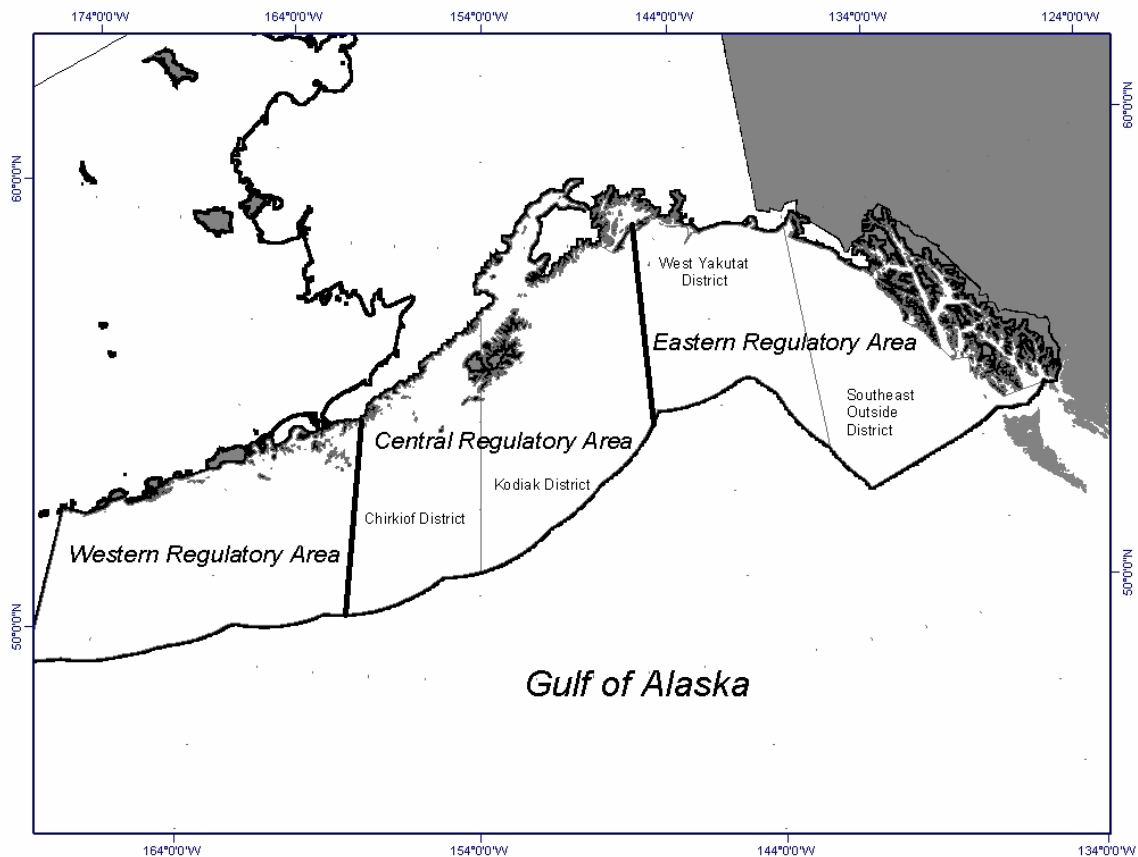 174°0'0"W 164°0'0"W 154°0'0"W 144°0'0"W 134°0'0"W 124°0'0"W
60°0'0"N
60°0'0"N
West Yakutat
District
Eastern Regulatory Area
Southeast
Outside
District
Central Regulatory Area
Kodiak District
Chirkiof District
Western Regulatory Area
50°0'0"N
50°0'0"N
Gulf of Alaska
164°0'0"W 154°0'0"W 144°0'0"W 134°0'0"W